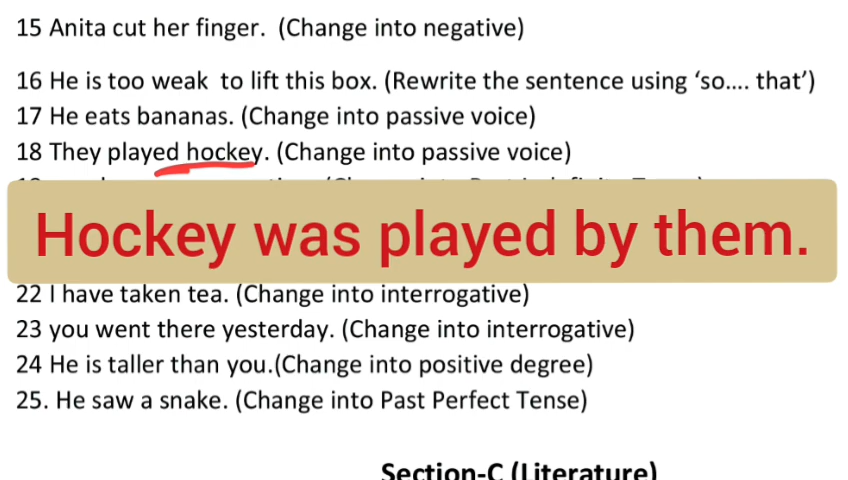 15 Anita cut her finger. (Change into negative)
16 He is too weak to lift this box. (Rewrite the sentence using ‘so.... that’)
17 He eats bananas. (Change into passive voice)
18 They played hockey. (Change into passive voice)
Hockey was played by them.
22 I have taken tea. (Change into interrogative)
23 you went there yesterday. (Change into interrogative)
24 He is taller than you.(Change into positive degree)
25. He saw a snake. (Change into Past Perfect Tense)
Section-C (Literature)